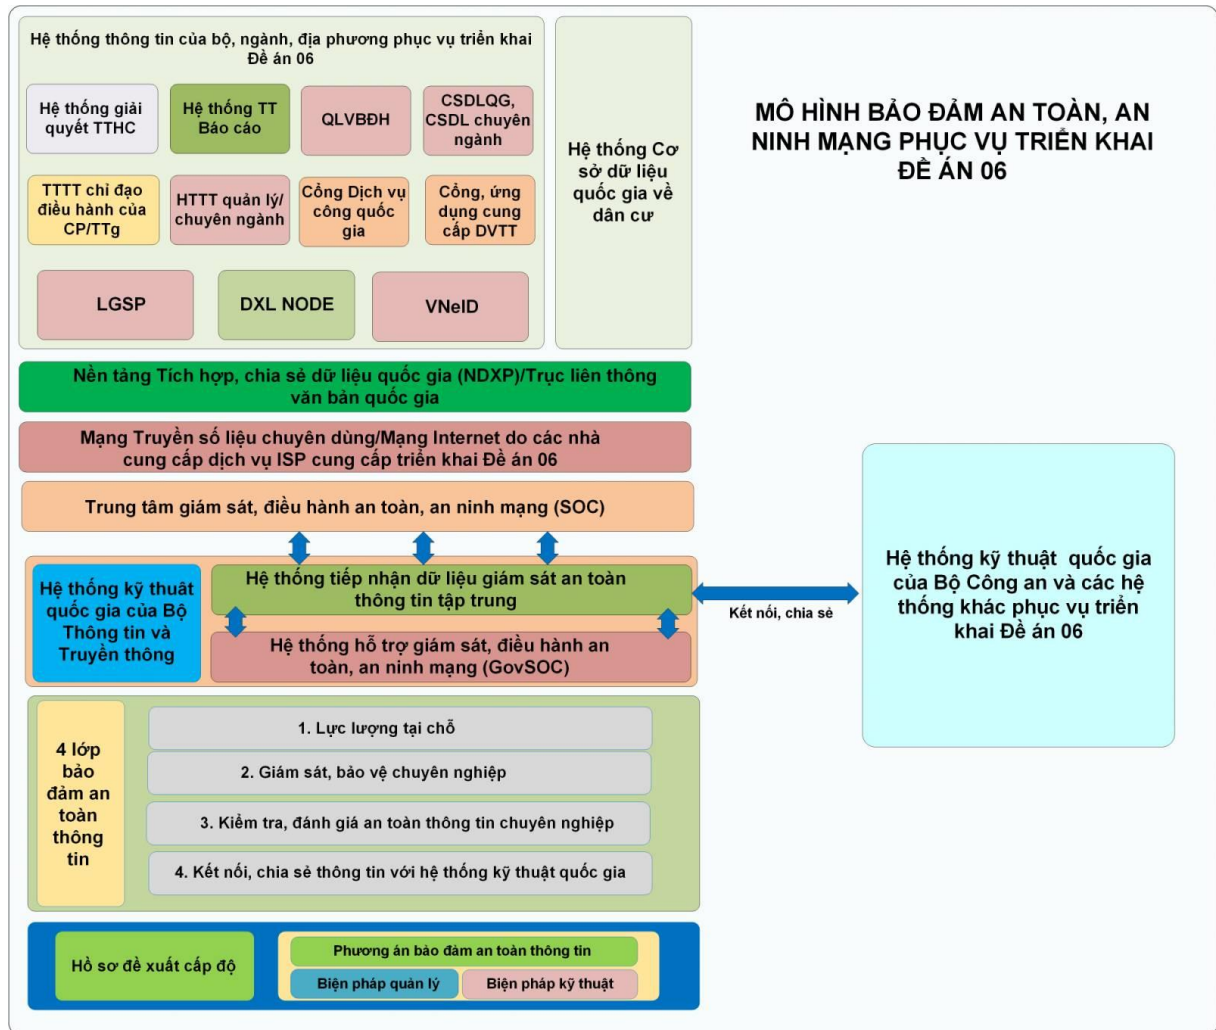 Hệ thống thông tin của bộ, ngành, địa phương phục vụ triển khai
Đề án 06
Hệ thống giải
quyết TTHC
Hệ thống TT
Báo cáo
QLVBĐH
CSDLQG,
CSDL chuyên
ngành
TTTT chỉ đạo
điều hành của
CP/TTg
HTTT quản lý/
chuyên ngành
Cổng Dịch vụ
công quốc
gia
Cổng, ứng
dụng cung
cấp DVTT
LGSP
DXL NODE
VNeID
Hệ thống Cơ
sở dữ liệu
quốc gia về
dân cư
MÔ HÌNH BẢO ĐẢM AN TOÀN, AN
NINH MẠNG PHỤC VỤ TRIỂN KHAI
ĐỀ ÁN 06
Nền tảng Tích hợp, chia sẻ dữ liệu quốc gia (NDXP)/Trục liên thông
văn bản quốc gia
Mạng Truyền số liệu chuyên dùng/Mạng Internet do các nhà
cung cấp dịch vụ ISP cung cấp triển khai Đề án 06
Trung tâm giám sát, điều hành an toàn, an ninh mạng (SOC)
Hệ thống kỹ thuât
quốc gia của Bộ
Thông tin và
Truyền thông
Hệ thống tiếp nhận dữ liệu giám sát an toàn
thông tin tập trung
Hệ thống hỗ trợ giám sát, điều hành an
toàn, an ninh mạng (GovSOC)
Kết nối, chia sẻ
Hệ thống kỹ thuật quốc gia
của Bộ Công an và các hệ
thống khác phục vụ triển
khai Đề án 06
4 lớp
bảo
đảm an
toàn
thông
tin
1. Lực lượng tại chỗ
2. Giám sát, bảo vệ chuyên nghiệp
3. Kiểm tra, đánh giá an toàn thông tin chuyên nghiệp
4. Kết nối, chia sẻ thông tin với hệ thống kỹ thuật quốc gia
Hồ sơ đề xuất cấp độ
Phương án bảo đảm an toàn thông tin
Biện pháp quản lý
Biện pháp kỹ thuật